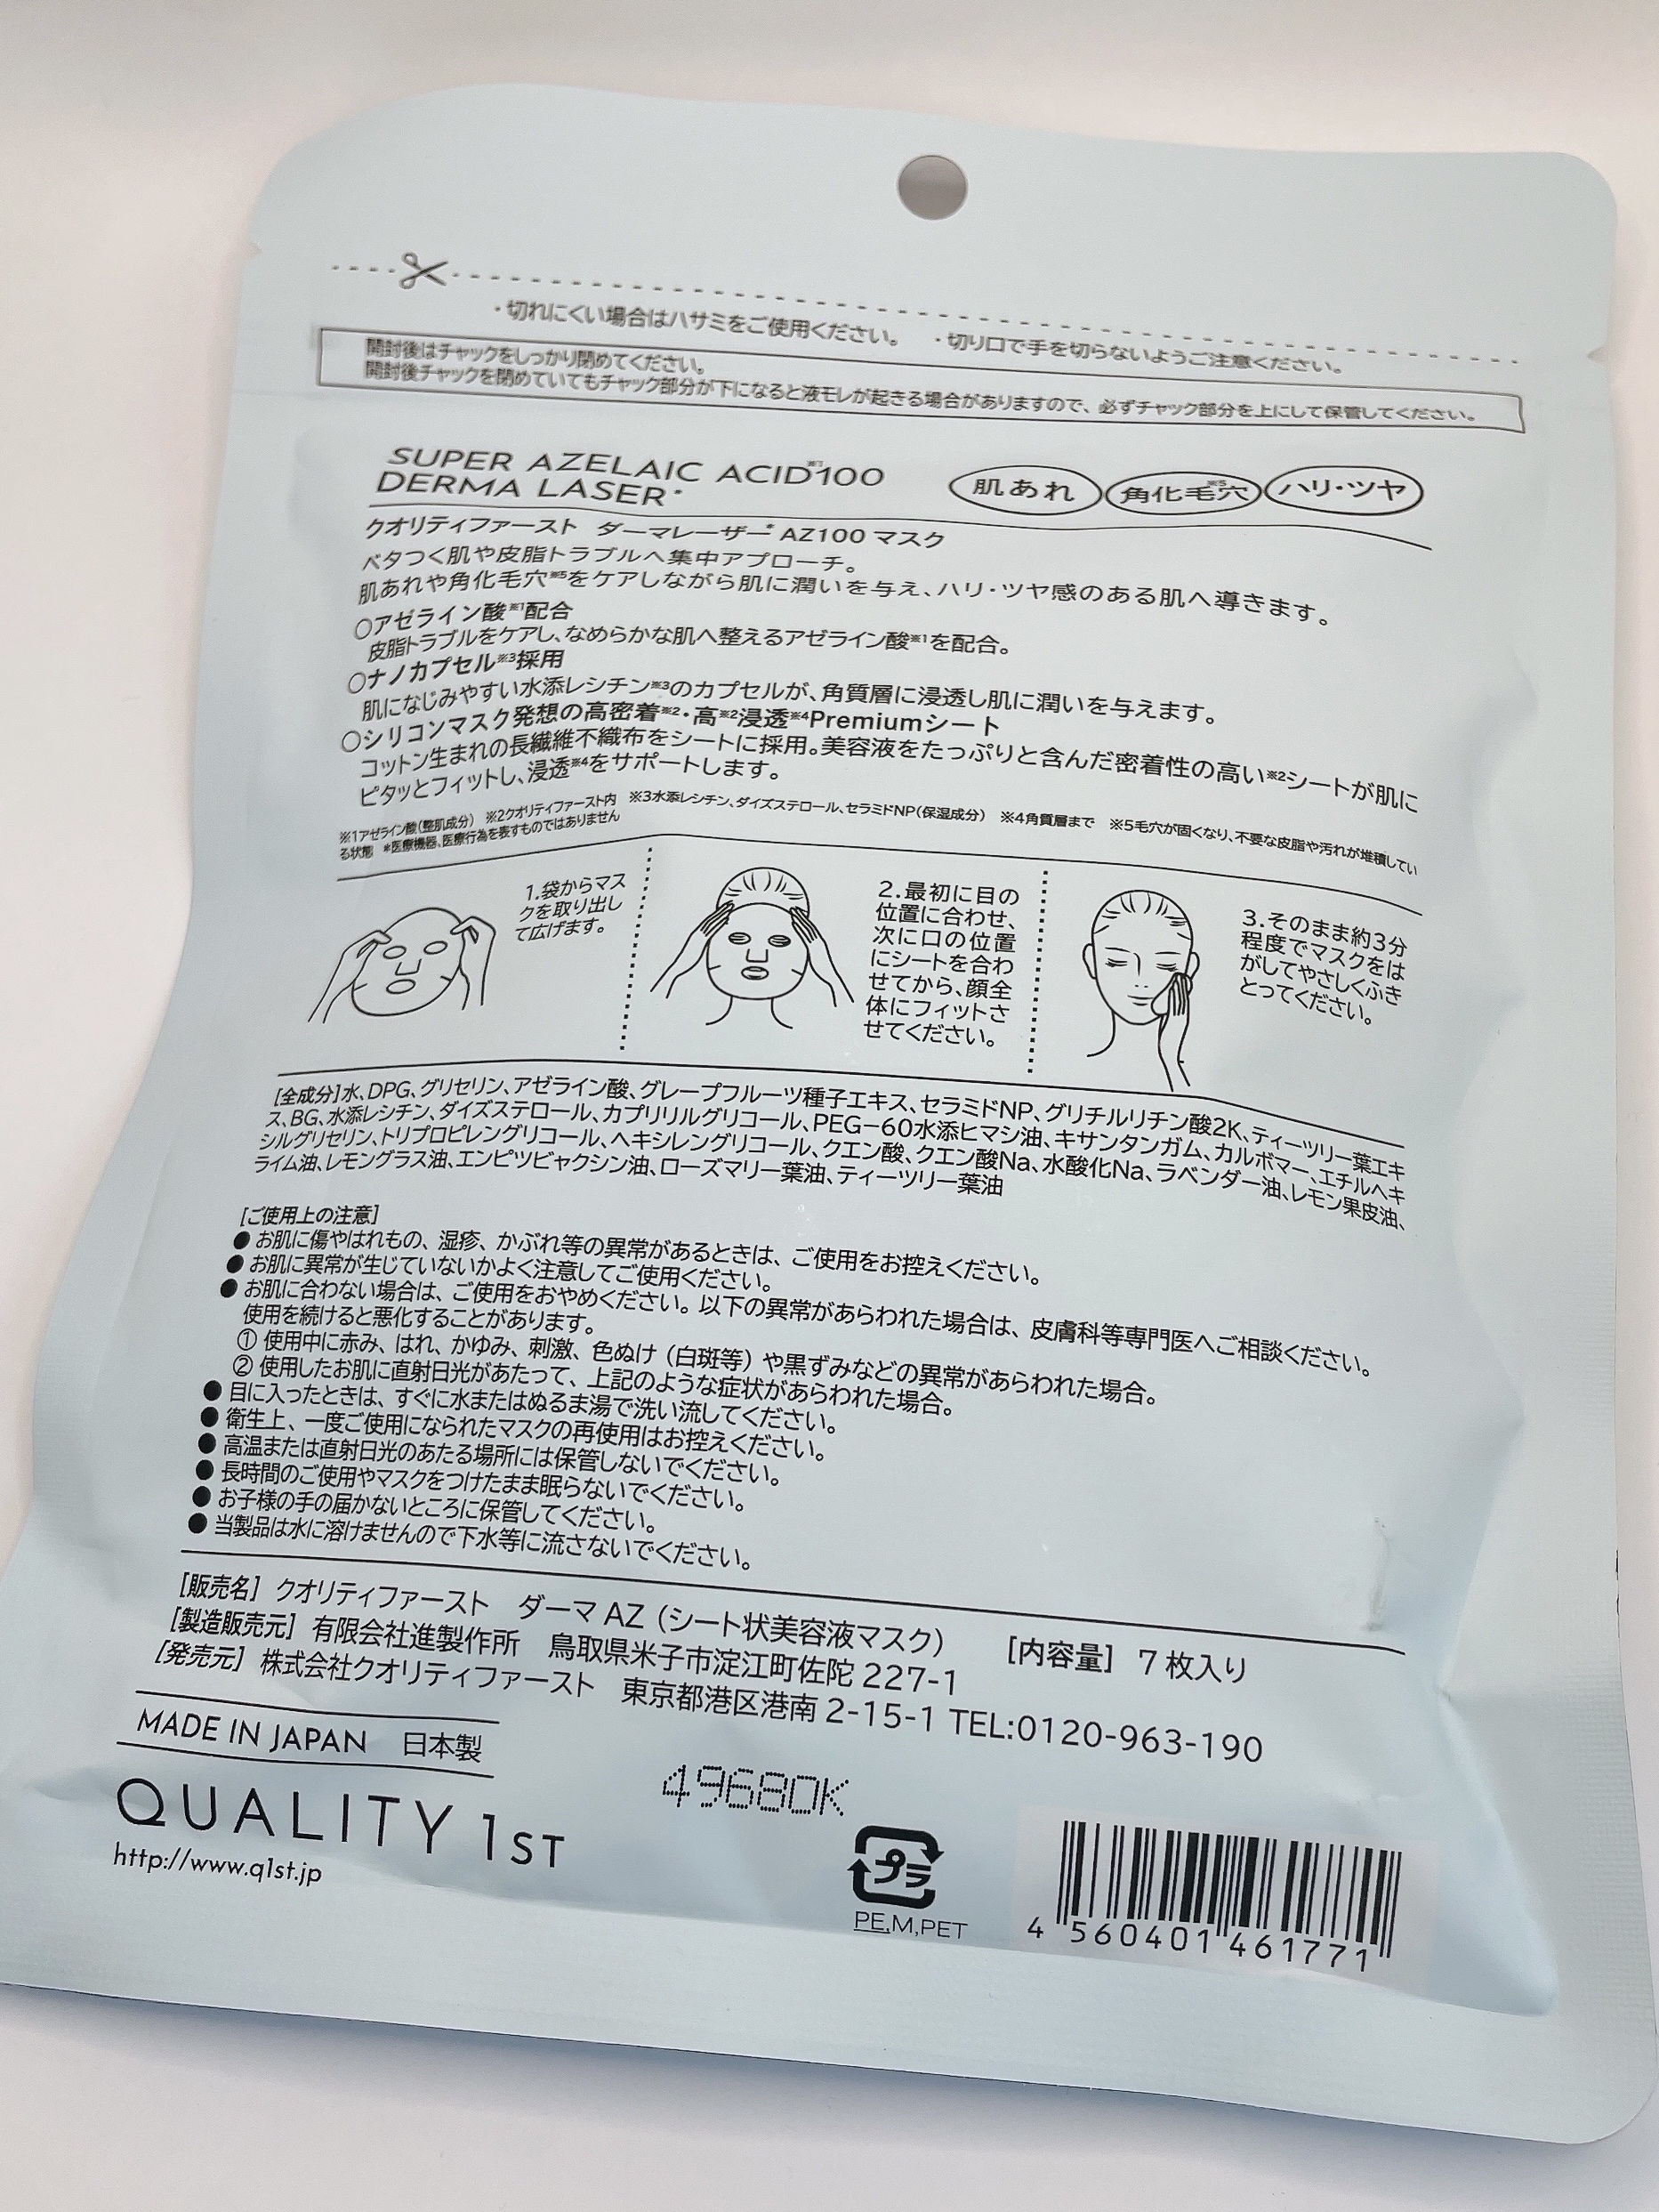 ・切れにくい場合はハサミをご使用ください。 ・切り口で手を切らないようご注意ください。
開封後はチャックをしっかり閉めてください。
開封後チャックを閉めていてもチャック部分が下になると液モレが起きる場合がありますので、必ずチャック部分を上にして保管してください。
SUPER AZELAIC ACID※1100
DERMA LASER*
肌あれ 角化毛穴※5 ハリ・ツヤ
クオリティファースト ダーマレーザー* AZ100 マスク
ベタつく肌や皮脂トラブルへ集中アプローチ。
肌あれや角化毛穴※5をケアしながら肌に潤いを与え、ハリ・ツヤ感のある肌へ導きます。
○アゼライン酸※1配合
皮脂トラブルをケアし、なめらかな肌へ整えるアゼライン酸※1を配合。
○ナノカプセル※3採用
肌になじみやすい水添レシチン※3のカプセルが、角質層に浸透し肌に潤いを与えます。
○シリコンマスク発想の高密着※2・高※2浸透※4Premiumシート
コットン生まれの長繊維不織布をシートに採用。美容液をたっぷりと含んだ密着性の高い※2シートが肌に
ピタッとフィットし、浸透※4をサポートします。
※1アゼライン酸(整肌成分) ※2クオリティファースト内 ※3水添レシチン、ダイズステロール、セラミドNP(保湿成分) ※4角質層まで ※5毛穴が固くなり、不要な皮脂や汚れが堆積してい
る状態 *医療機器、医療行為を表すものではありません
1.袋からマス
クを取り出し
て広げます。
2.最初に目の
位置に合わせ、
次に口の位置
にシートを合わ
せてから、顔全
体にフィットさ
せてください。
3.そのまま約3分
程度でマスクをは
がしてやさしくふき
とってください。
[全成分]水、DPG、グリセリン、アゼライン酸、グレープフルーツ種子エキス、セラミドNP、グリチルリチン酸2K、ティーツリー葉エキ
ス、BG、水添レシチン、ダイズステロール、カプリリルグリコール、PEG-60水添ヒマシ油、キサンタンガム、カルボマー、エチルヘキ
シルグリセリン、トリプロピレングリコール、ヘキシレングリコール、クエン酸、クエン酸Na、水酸化Na、ラベンダー油、レモン果皮油、
ライム油、レモングラス油、エンピツビャクシン油、ローズマリー葉油、ティーツリー葉油
[ご使用上の注意]
●お肌に傷やはれもの、湿疹、かぶれ等の異常があるときは、ご使用をお控えください。
●お肌に異常が生じていないかよく注意してご使用ください。
●お肌に合わない場合は、ご使用をおやめください。以下の異常があらわれた場合は、皮膚科等専門医へご相談ください。
使用を続けると悪化することがあります。
① 使用中に赤み、はれ、かゆみ、刺激、色ぬけ（白斑等）や黒ずみなどの異常があらわれた場合。
② 使用したお肌に直射日光があたって、上記のような症状があらわれた場合。
●目に入ったときは、すぐに水またはぬるま湯で洗い流してください。
●衛生上、一度ご使用になられたマスクの再使用はお控えください。
●高温または直射日光のあたる場所には保管しないでください。
●長時間のご使用やマスクをつけたまま眠らないでください。
●お子様の手の届かないところに保管してください。
●当製品は水に溶けませんので下水等に流さないでください。
[販売名] クオリティファースト ダーマ AZ（シート状美容液マスク） [内容量] 7 枚入り
[製造販売元] 有限会社進製作所 鳥取県米子市淀江町佐陀 227-1
[発売元] 株式会社クオリティファースト 東京都港区港南 2-15-1 TEL:0120-963-190
MADE IN JAPAN 日本製
49680K
QUALITY 1ST
http://www.q1st.jp
プラ
PE,M,PET
4 560401 461771